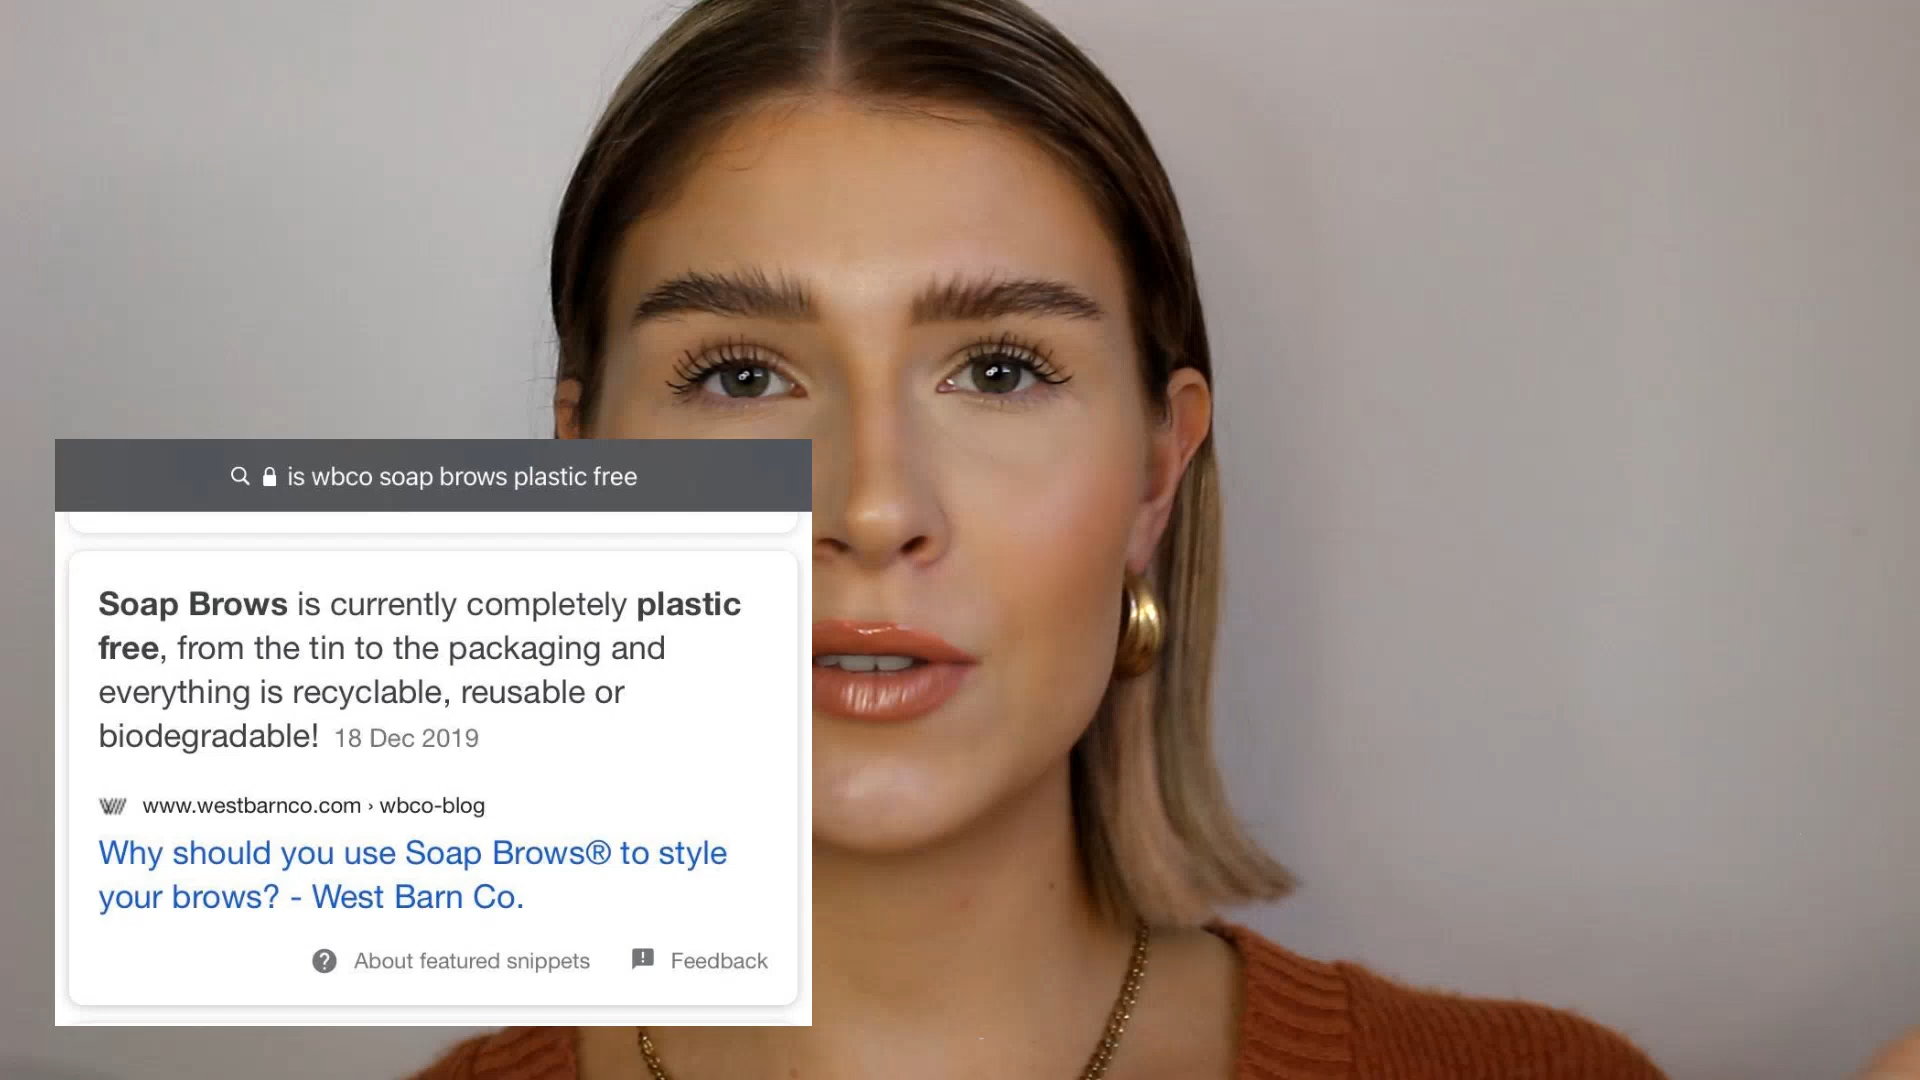 is wbco soap brows plastic free
Soap Brows is currently completely plastic
free, from the tin to the packaging and
everything is recyclable, reusable or
biodegradable! 18 Dec 2019
www.westbarnco.com › wbco-blog
Why should you use Soap Brows® to style
your brows? - West Barn Co.
About featured snippets Feedback